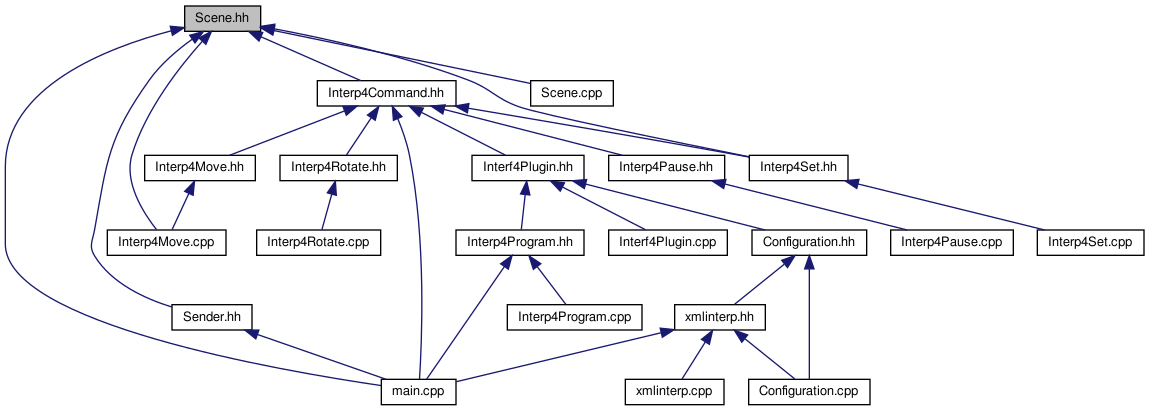 Scene.hh
Interp4Command.hh
Scene.cpp
Interp4Move.hh
Interp4Rotate.hh
Interf4Plugin.hh
Interp4Pause.hh
Interp4Set.hh
Interp4Move.cpp
Interp4Rotate.cpp
Interp4Program.hh
Interf4Plugin.cpp
Configuration.hh
Interp4Pause.cpp
Interp4Set.cpp
Sender.hh
Interp4Program.cpp
xmlinterp.hh
main.cpp
xmlinterp.cpp
Configuration.cpp